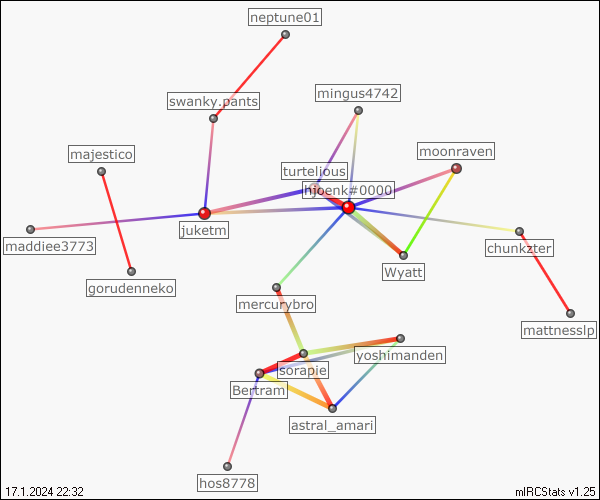 neptune01
mingus4742
swanky.pants
moonraven
majestico
turtelious
hjbenk#0000
juketm
maddiee3773
chunkzter
Wyatt
gorudenneko
mercurybro
mattnesslp
yoshimanden
sorapie
Bertram
astral_amari
hos8778
17.1.2024 22:32
mIRCStats v1.25